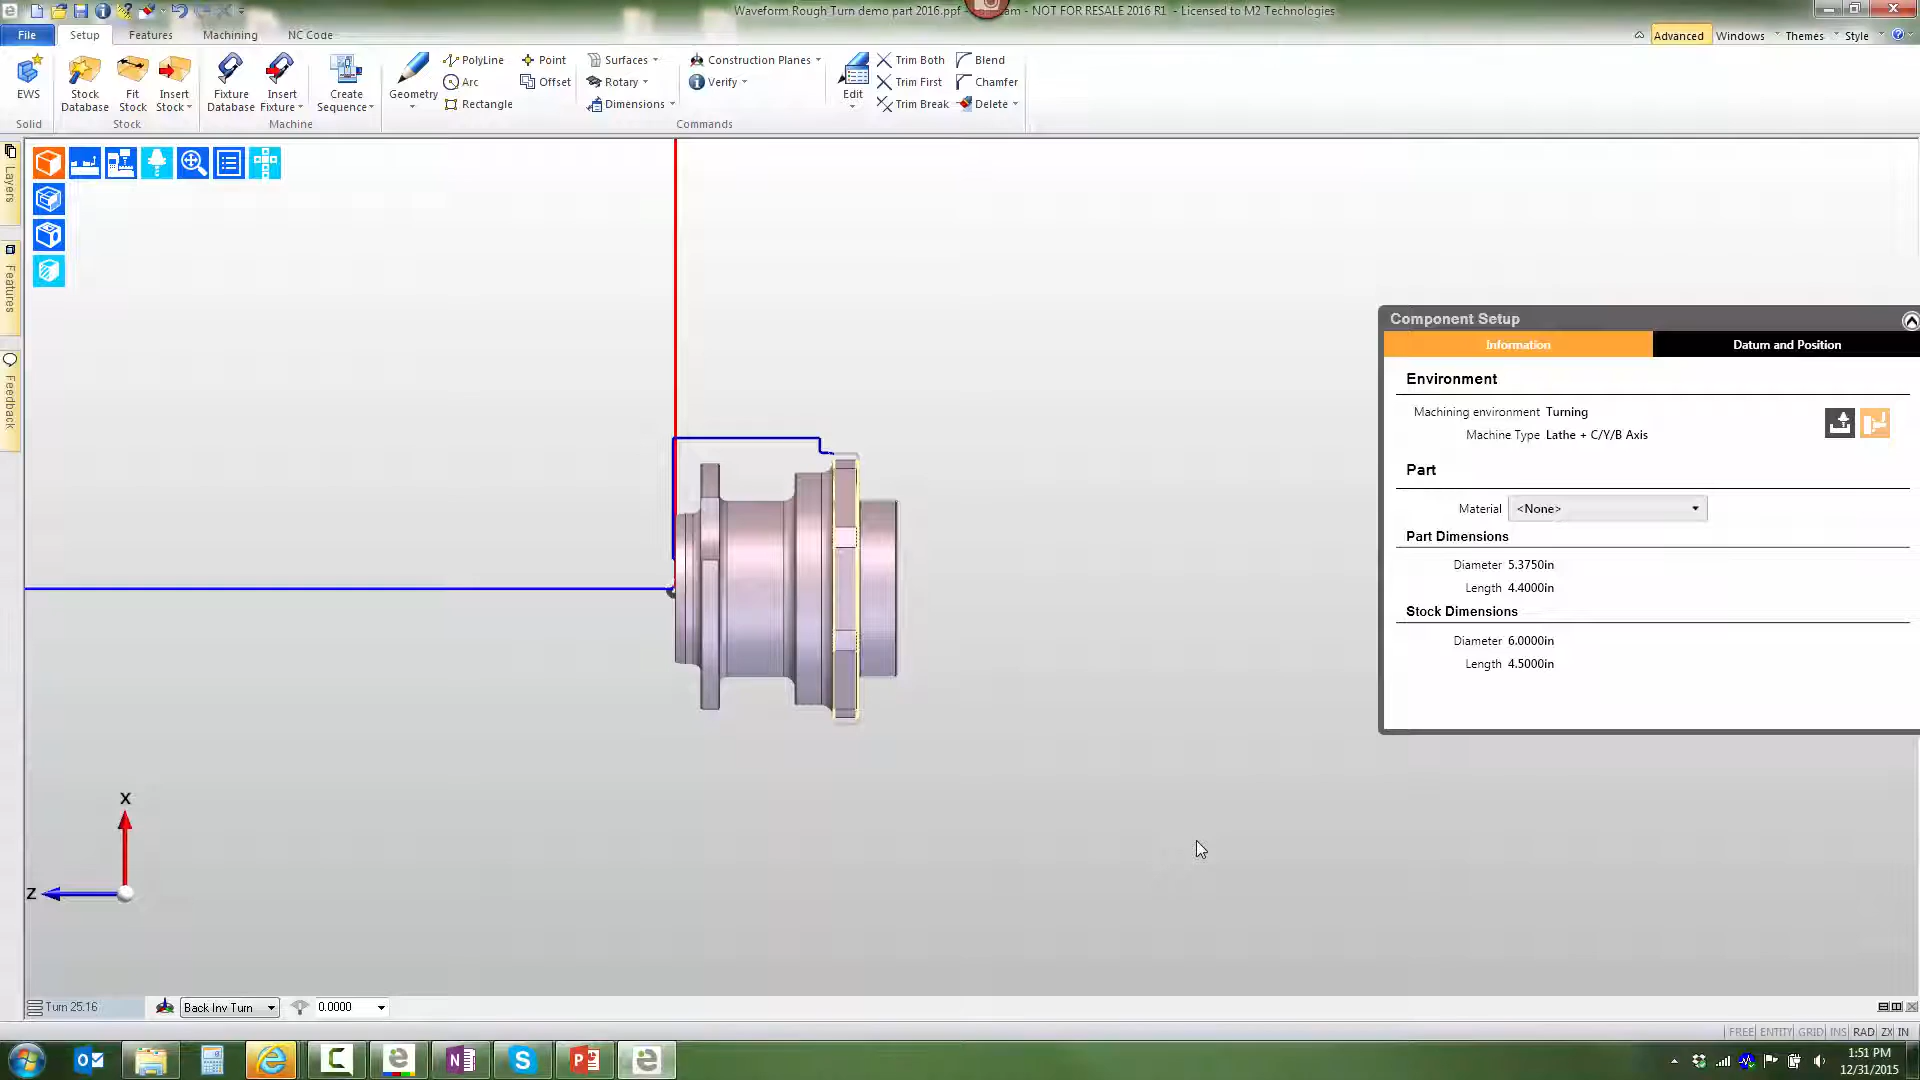 Waveform Rough Turn demo part 2016.ppf - am - NOT FOR RESALE 2016 R1 - Licensed to M2 Technologies
File Setup Features Machining NC Code
Advanced Windows Themes Style
EWS
Solid
Stock Database
Fit Stock
Insert Stock
Stock
Fixture Database
Insert Fixture
Create Sequence
Machine
Geometry
PolyLine
Arc
Rectangle
Point
Offset
Surfaces
Rotary
Dimensions
Construction Planes
Verify
Edit
Trim Both
Trim First
Trim Break
Blend
Chamfer
Delete
Commands
Layers
Features
Feedback
Component Setup
Information Datum and Position
Environment
Machining environment Turning
Machine Type Lathe + C/Y/B Axis
Part
Material <None>
Part Dimensions
Diameter 5.3750in
Length 4.4000in
Stock Dimensions
Diameter 6.0000in
Length 4.5000in
X
Z
Turn 25:16 Back Inv Turn 0.0000
FREE ENTITY GRID INS RAD ZX IN
1:51 PM
12/31/2015